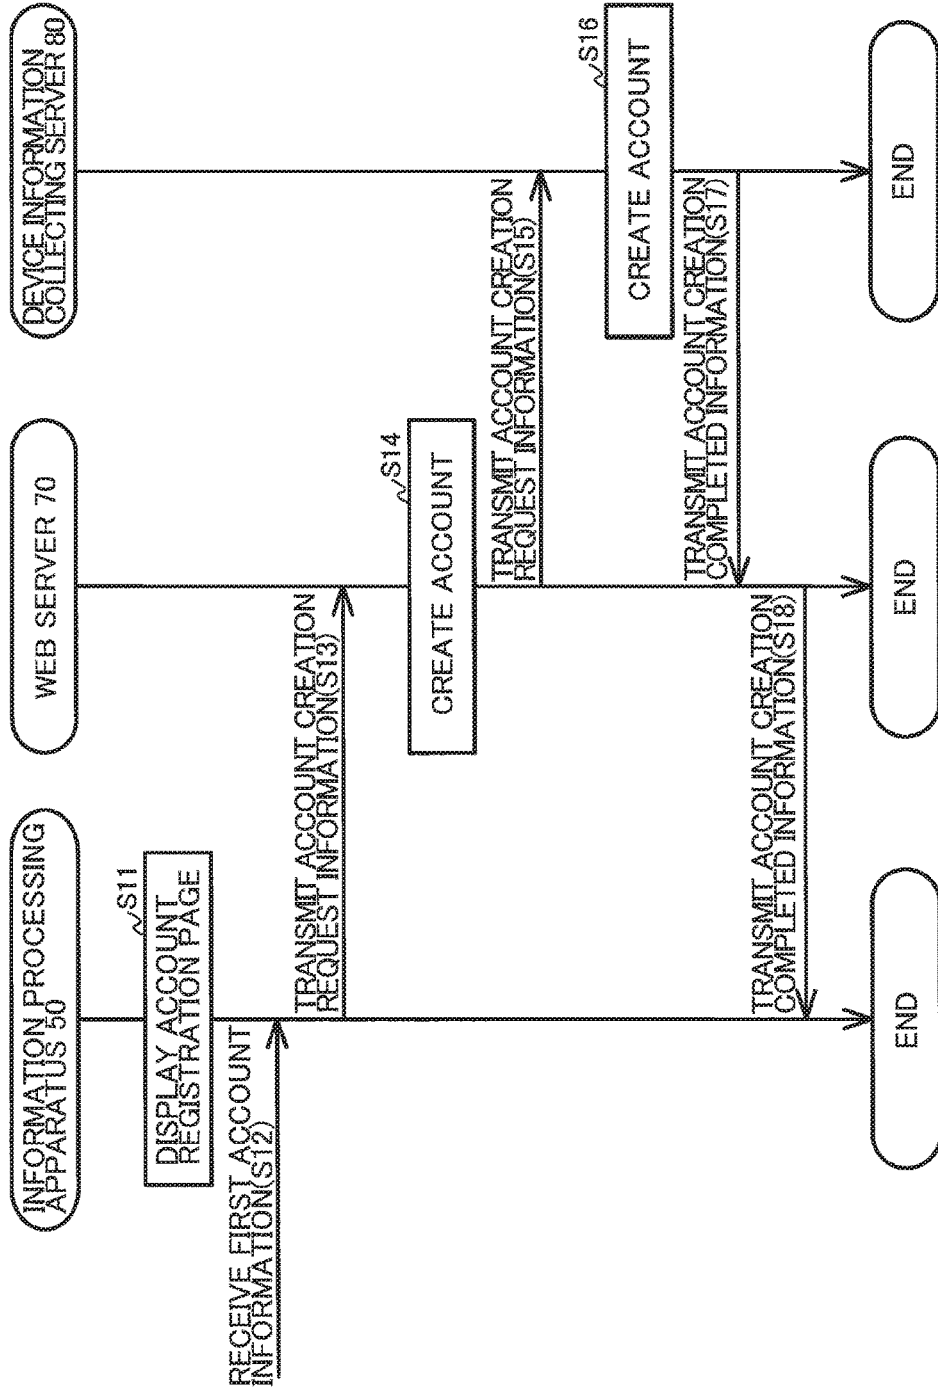 INFORMATION PROCESSING
APPARATUS 50
WEB SERVER 70
DEVICE INFORMATION
COLLECTING SERVER 80
S11
DISPLAY ACCOUNT
REGISTRATION PAGE
RECEIVE FIRST ACCOUNT
INFORMATION(S12)
TRANSMIT ACCOUNT CREATION
REQUEST INFORMATION(S13)
S14
CREATE ACCOUNT
TRANSMIT ACCOUNT CREATION
REQUEST INFORMATION(S15)
S16
CREATE ACCOUNT
TRANSMIT ACCOUNT CREATION
COMPLETED INFORMATION(S17)
TRANSMIT ACCOUNT CREATION
COMPLETED INFORMATION(S18)
END
END
END